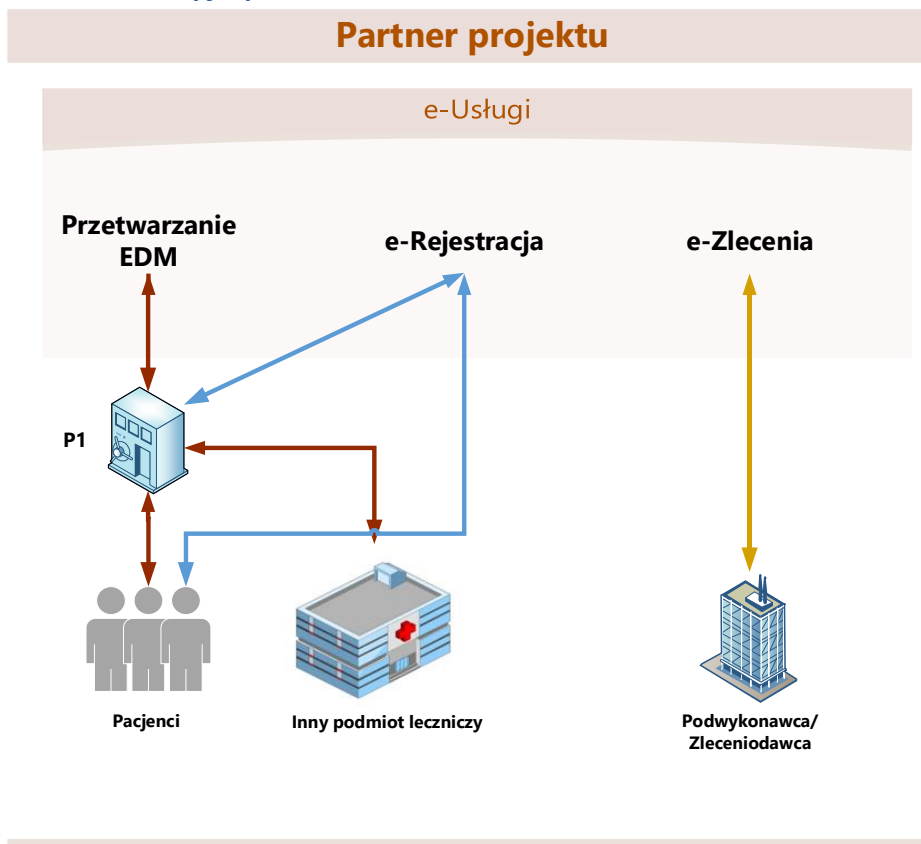 Partner projektu
e-Usługi
Przetwarzanie
EDM
e-Rejestracja
e-Zlecenia
P1
Pacjenci
Inny podmiot leczniczy
Podwykonawca/
Zleceniodawca